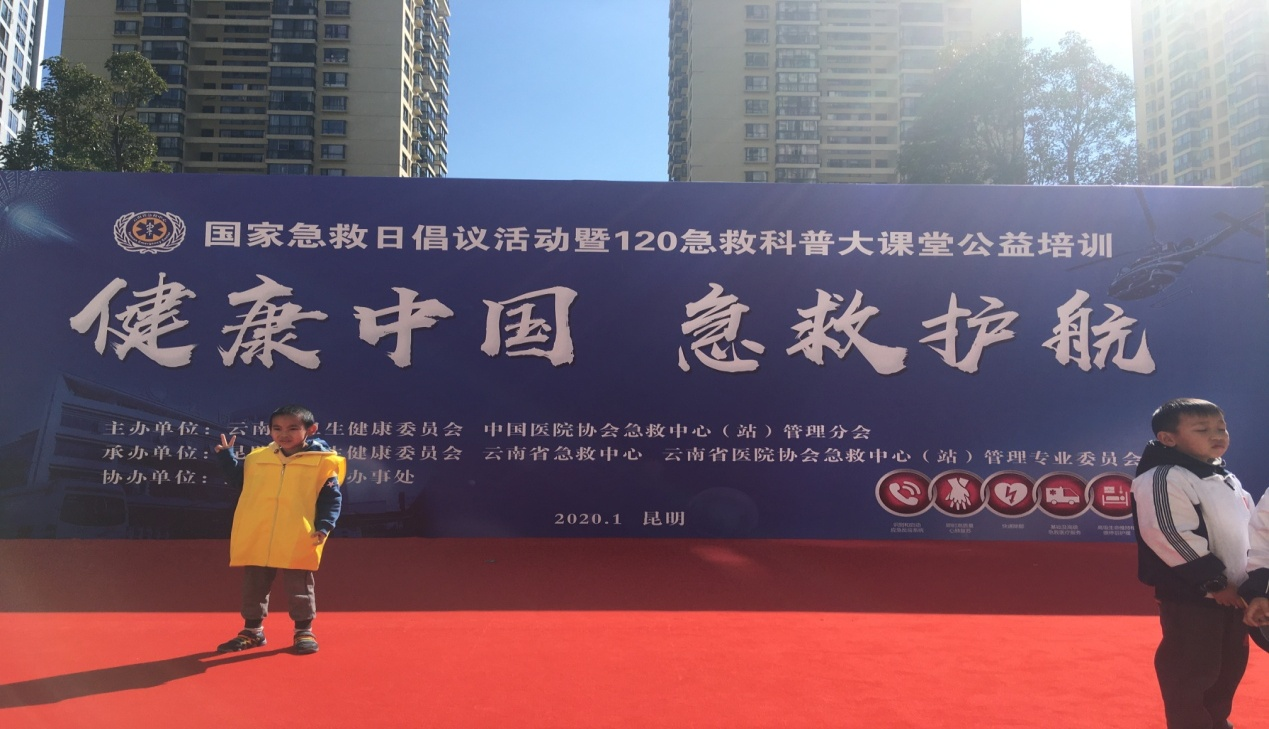 国家急救日倡议活动暨120急救科普大课堂公益培训
健康中国 急救护航
主办单位：云南 生健康委员会 中国医院协会急救中心（站）管理分会
承办单位： 生健康委员会 云南省急救中心 云南省医院协会急救中心（站）管理专业委员会
协办单位： 办事处
2020.1 昆明